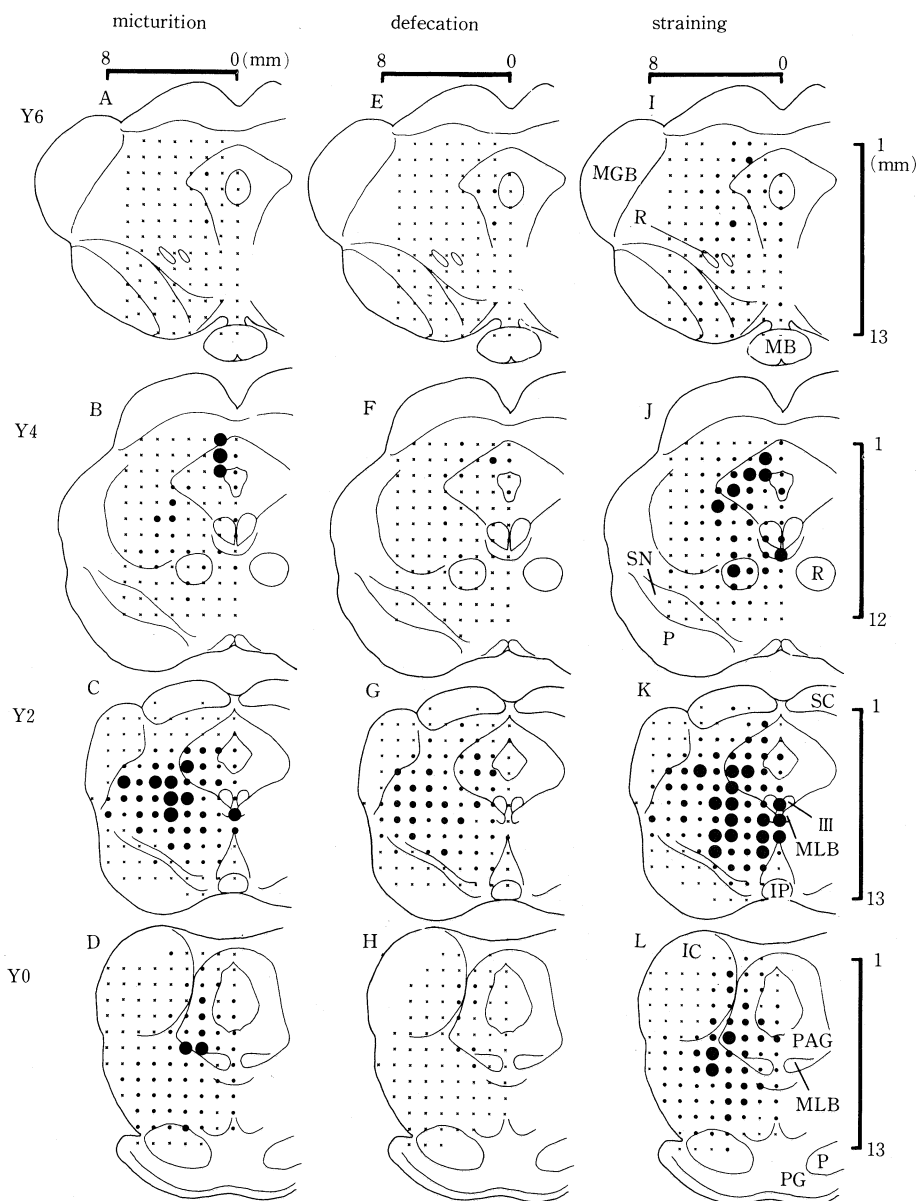 micturition defecation straining
8 0 (mm) 8 0 8 0
A E I
Y6 1
(mm)
MGB
R
13
MB
B F J
Y4 1
SN R
12
P
C G K
Y2 SC 1
III
MLB
IP 13
D H L
Y0 IC 1
PAG
MLB
13
P
PG